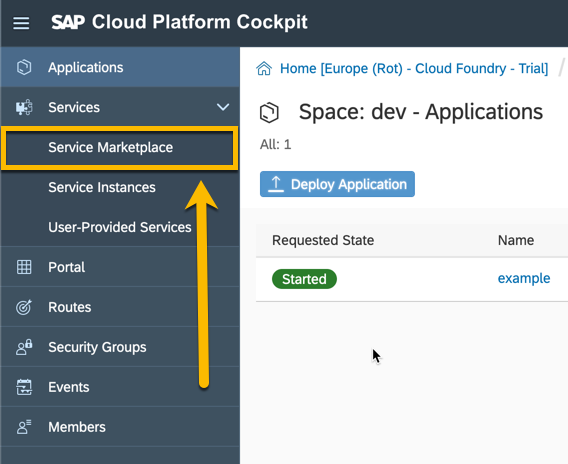 SAP Cloud Platform Cockpit
Applications
Services
Service Marketplace
Service Instances
User-Provided Services
Portal
Routes
Security Groups
Events
Members
Home [Europe (Rot) - Cloud Foundry - Trial] /
Space: dev - Applications
All: 1
Deploy Application
Requested State Name
Started example